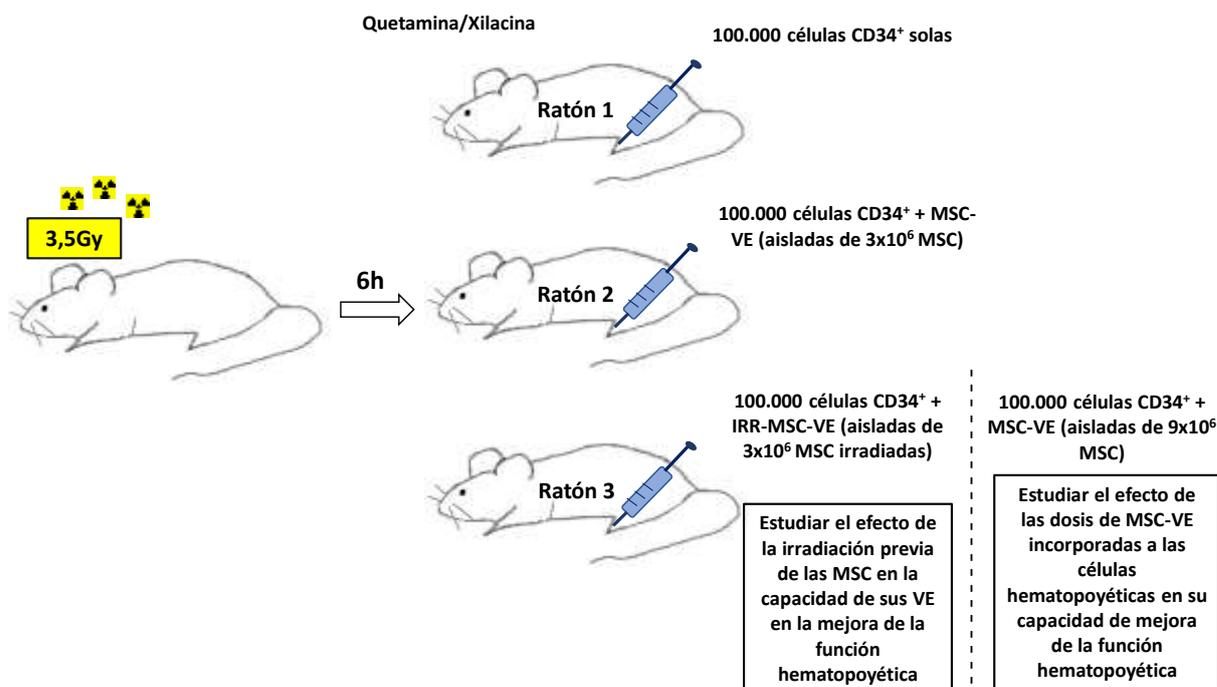 Quetamina/Xilacina
100.000 células CD34⁺ solas
Ratón 1
3,5Gy
6h
100.000 células CD34⁺ + MSC-
VE (aisladas de 3x10⁶ MSC)
Ratón 2
100.000 células CD34⁺ +
IRR-MSC-VE (aisladas de
3x10⁶ MSC irradiadas)
Ratón 3
Estudiar el efecto de
la irradiación previa
de las MSC en la
capacidad de sus VE
en la mejora de la
función
hematopoyética
100.000 células CD34⁺ +
MSC-VE (aisladas de 9x10⁶
MSC)
Estudiar el efecto de
las dosis de MSC-VE
incorporadas a las
células
hematopoyéticas en su
capacidad de mejora
de la función
hematopoyética